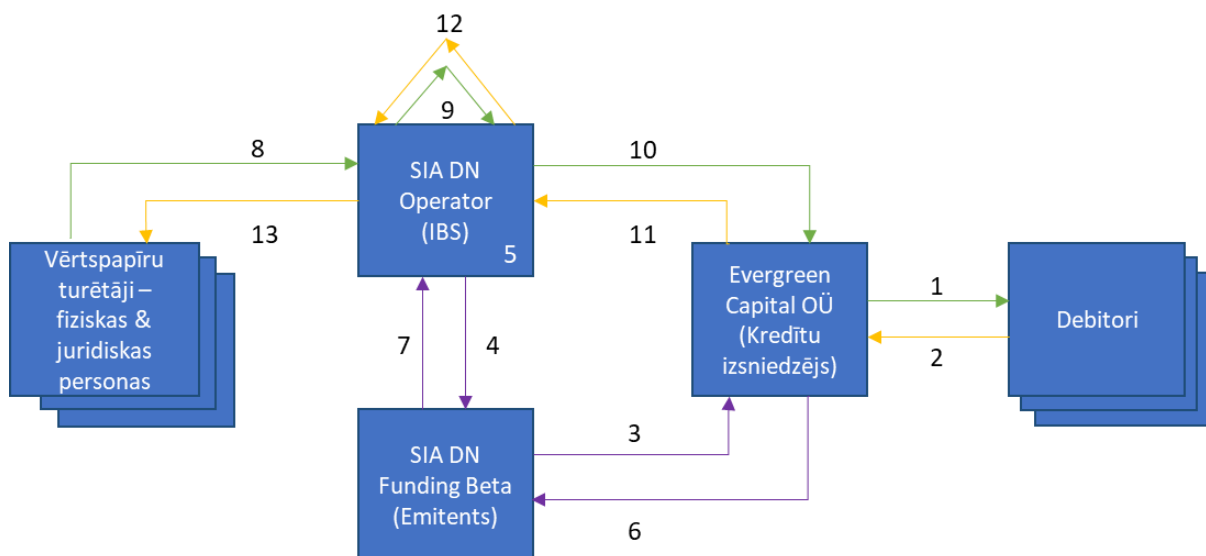 12
9
8
10
SIA DN
Operator
(IBS)
5
13
11
Vērtspapīru
turētāji –
fiziskas &
juridiskas
personas
7
4
Evergreen
Capital OÜ
(Kredītu
izsniedzējs)
1
2
Debitori
3
SIA DN
Funding Beta
(Emitents)
6